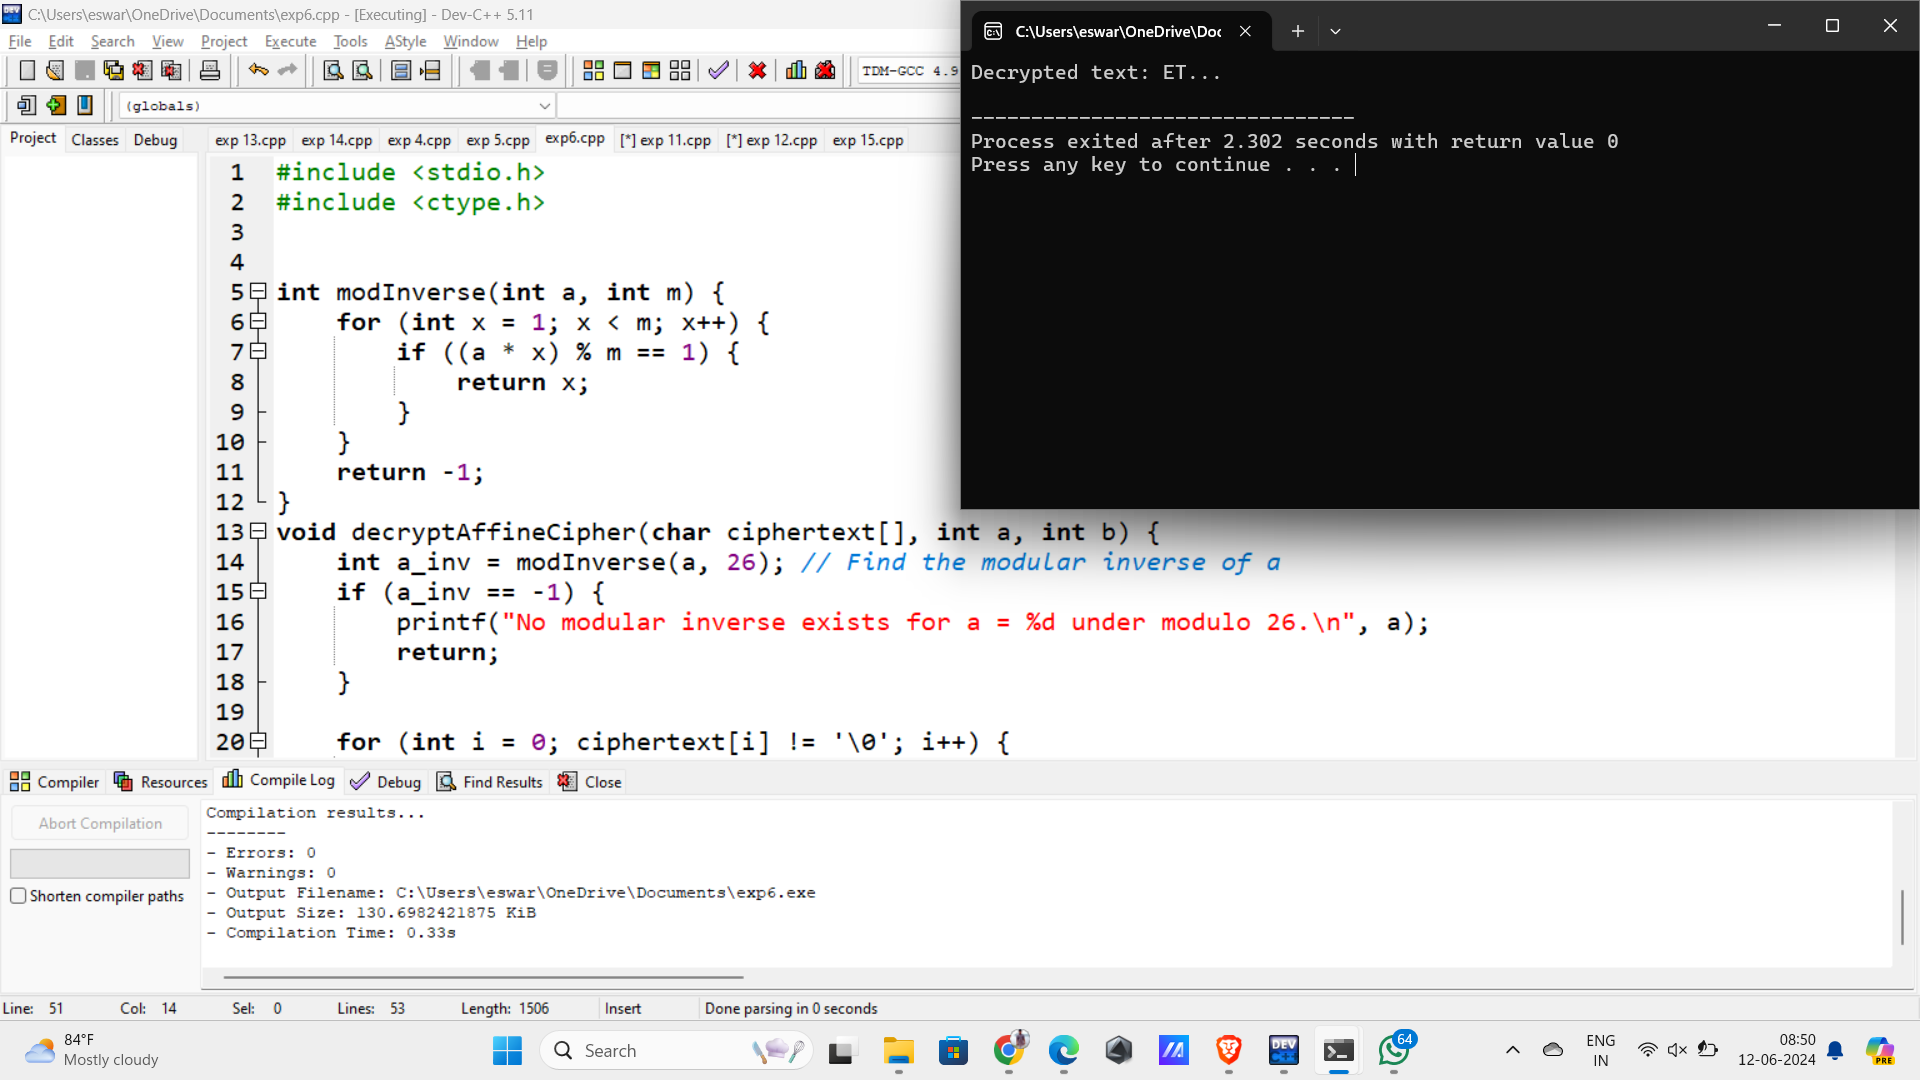 C:\Users\eswar\OneDrive\Documents\exp6.cpp - [Executing] - Dev-C++ 5.11
File Edit Search View Project Execute Tools AStyle Window Help
TDM-GCC 4.9
(globals)
Project Classes Debug
exp 13.cpp exp 14.cpp exp 4.cpp exp 5.cpp exp6.cpp [*] exp 11.cpp [*] exp 12.cpp exp 15.cpp
1 #include <stdio.h>
2 #include <ctype.h>
3
4
5 int modInverse(int a, int m) {
6 for (int x = 1; x < m; x++) {
7 if ((a * x) % m == 1) {
8 return x;
9 }
10 }
11 return -1;
12 }
13 void decryptAffineCipher(char ciphertext[], int a, int b) {
14 int a_inv = modInverse(a, 26); // Find the modular inverse of a
15 if (a_inv == -1) {
16 printf("No modular inverse exists for a = %d under modulo 26.\n", a);
17 return;
18 }
19
20 for (int i = 0; ciphertext[i] != '\0'; i++) {
C:\Users\eswar\OneDrive\Doc
Decrypted text: ET...
--------------------------------
Process exited after 2.302 seconds with return value 0
Press any key to continue . . .
Compiler Resources Compile Log Debug Find Results Close
Abort Compilation
Shorten compiler paths
Compilation results...
--------
- Errors: 0
- Warnings: 0
- Output Filename: C:\Users\eswar\OneDrive\Documents\exp6.exe
- Output Size: 130.6982421875 KiB
- Compilation Time: 0.33s
Line: 51 Col: 14 Sel: 0 Lines: 53 Length: 1506 Insert Done parsing in 0 seconds
84°F
Mostly cloudy
Search
DEV
64
ENG
IN
08:50
12-06-2024
PRE